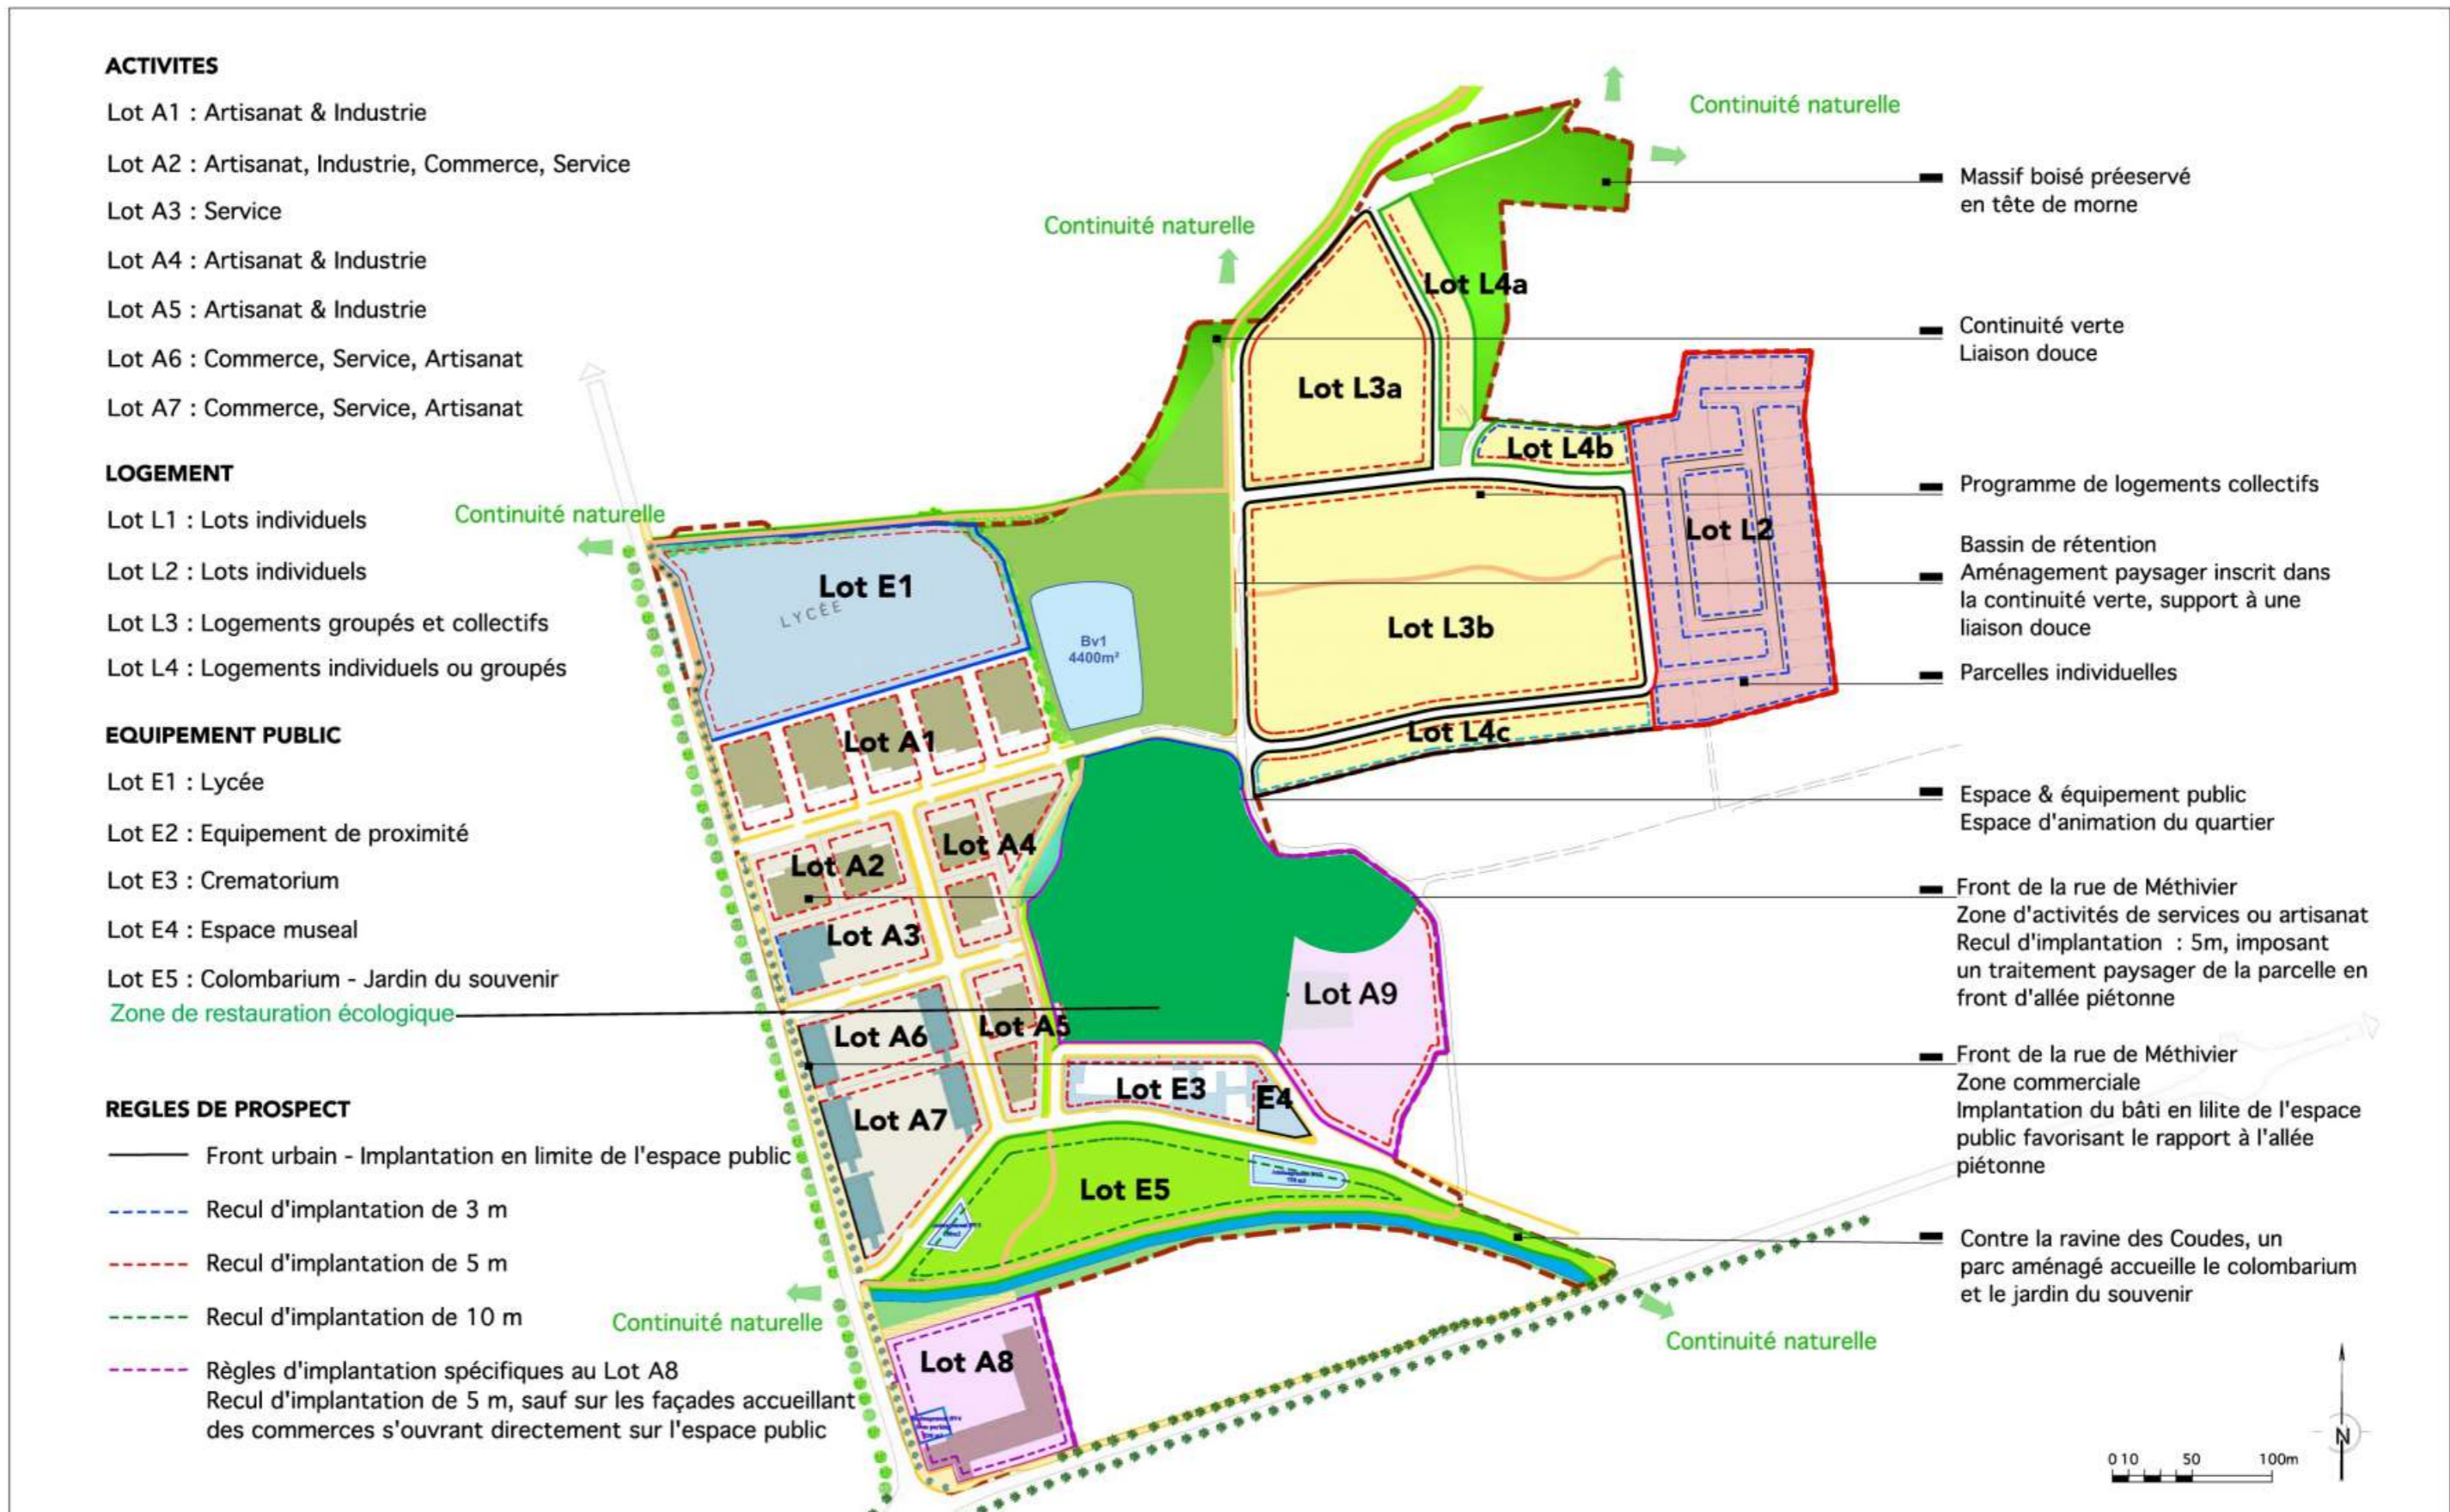 ACTIVITES
Lot A1 : Artisanat & Industrie
Lot A2 : Artisanat, Industrie, Commerce, Service
Lot A3 : Service
Lot A4 : Artisanat & Industrie
Lot A5 : Artisanat & Industrie
Lot A6 : Commerce, Service, Artisanat
Lot A7 : Commerce, Service, Artisanat
LOGEMENT
Lot L1 : Lots individuels
Lot L2 : Lots individuels
Lot L3 : Logements groupés et collectifs
Lot L4 : Logements individuels ou groupés
EQUIPEMENT PUBLIC
Lot E1 : Lycée
Lot E2 : Equipement de proximité
Lot E3 : Crematorium
Lot E4 : Espace museal
Lot E5 : Colombarium - Jardin du souvenir
Zone de restauration écologique
REGLES DE PROSPECT
Front urbain - Implantation en limite de l'espace public
Recul d'implantation de 3 m
Recul d'implantation de 5 m
Recul d'implantation de 10 m
Règles d'implantation spécifiques au Lot A8
Recul d'implantation de 5 m, sauf sur les façades accueillant
des commerces s'ouvrant directement sur l'espace public
Continuité naturelle
Continuité naturelle
Continuité naturelle
Continuité naturelle
Continuité naturelle
Lot L4a
Lot L3a
Lot L4b
Lot L2
Lot E1
LYCÉE
Bv1
4400m²
Lot L3b
Lot L4c
Lot A1
Lot A4
Lot A2
Lot A3
Lot A9
Lot A5
Lot A6
Lot E3
E4
Lot A7
Lot E5
Lot A8
Massif boisé préeservé
en tête de morne
Continuité verte
Liaison douce
Programme de logements collectifs
Bassin de rétention
Aménagement paysager inscrit dans
la continuité verte, support à une
liaison douce
Parcelles individuelles
Espace & équipement public
Espace d'animation du quartier
Front de la rue de Méthivier
Zone d'activités de services ou artisanat
Recul d'implantation : 5m, imposant
un traitement paysager de la parcelle en
front d'allée piétonne
Front de la rue de Méthivier
Zone commerciale
Implantation du bâti en lilite de l'espace
public favorisant le rapport à l'allée
piétonne
Contre la ravine des Coudes, un
parc aménagé accueille le colombarium
et le jardin du souvenir
N
0 10 50 100m